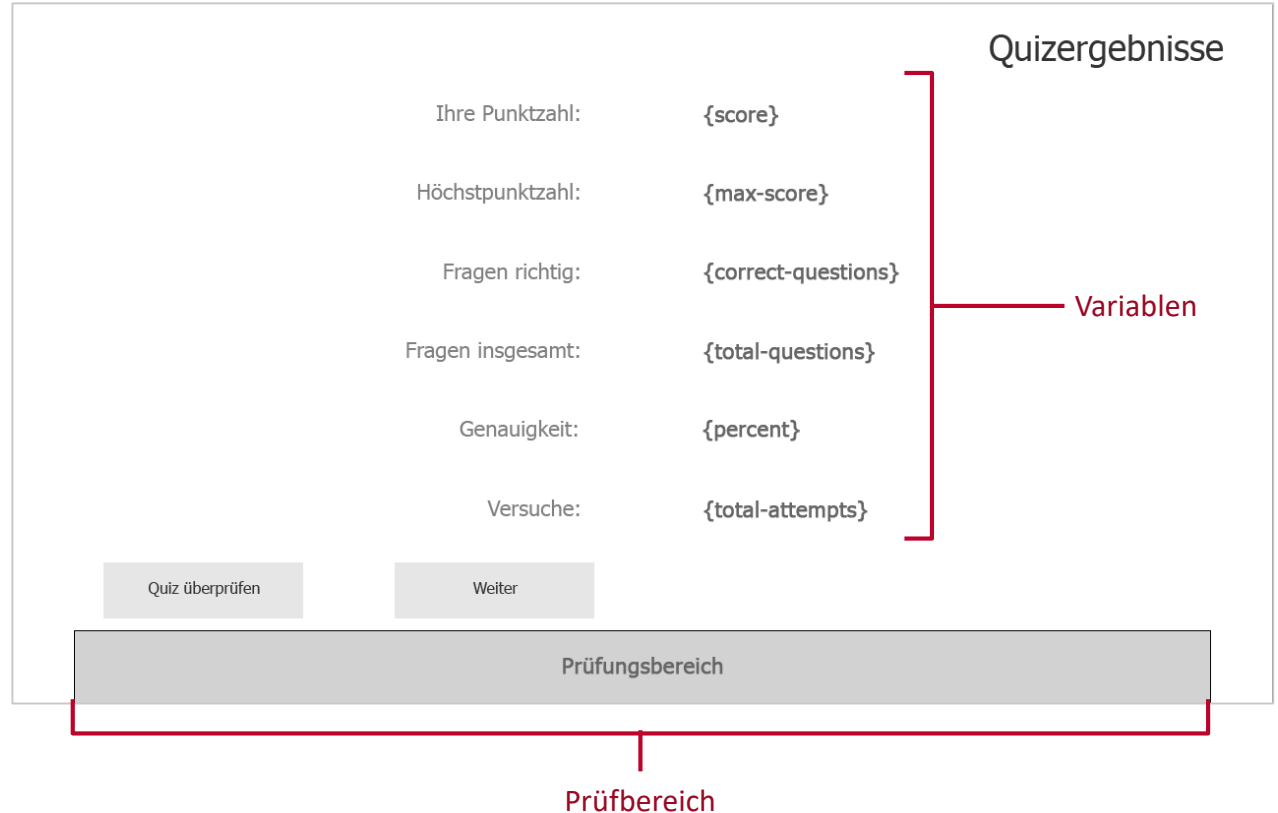 Quizergebnisse
Ihre Punktzahl: {score}
Höchstpunktzahl: {max-score}
Fragen richtig: {correct-questions}
Variablen
Fragen insgesamt: {total-questions}
Genauigkeit: {percent}
Versuche: {total-attempts}
Quiz überprüfen Weiter
Prüfungsbereich
Prüfbereich